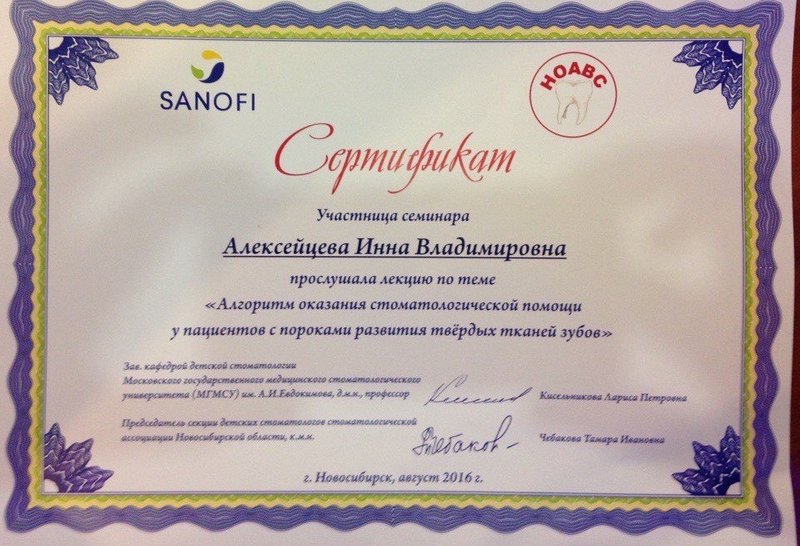 SANOFI
НОАВС
Сертификат
Участница семинара
Алексейцева Инна Владимировна
прослушала лекцию по теме
«Алгоритм оказания стоматологической помощи
у пациентов с пороками развития твёрдых тканей зубов»
Зав. кафедрой детской стоматологии
Московского государственного медицинского стоматологического
университета (МГМСУ) им. А.И.Евдокимова, д.м.н., профессор
Кисельникова Лариса Петровна
Председатель секции детских стоматологов стоматологической
ассоциации Новосибирской области, к.м.н.
Чебакова Тамара Ивановна
г. Новосибирск, август 2016 г.